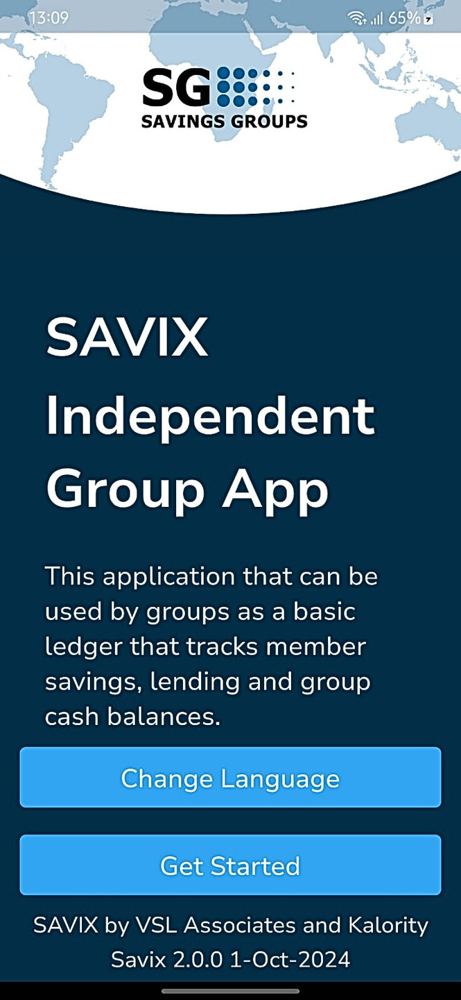 13:09
65%
SG
SAVINGS GROUPS
SAVIX
Independent
Group App
This application that can be
used by groups as a basic
ledger that tracks member
savings, lending and group
cash balances.
Change Language
Get Started
SAVIX by VSL Associates and Kalority
Savix 2.0.0 1-Oct-2024